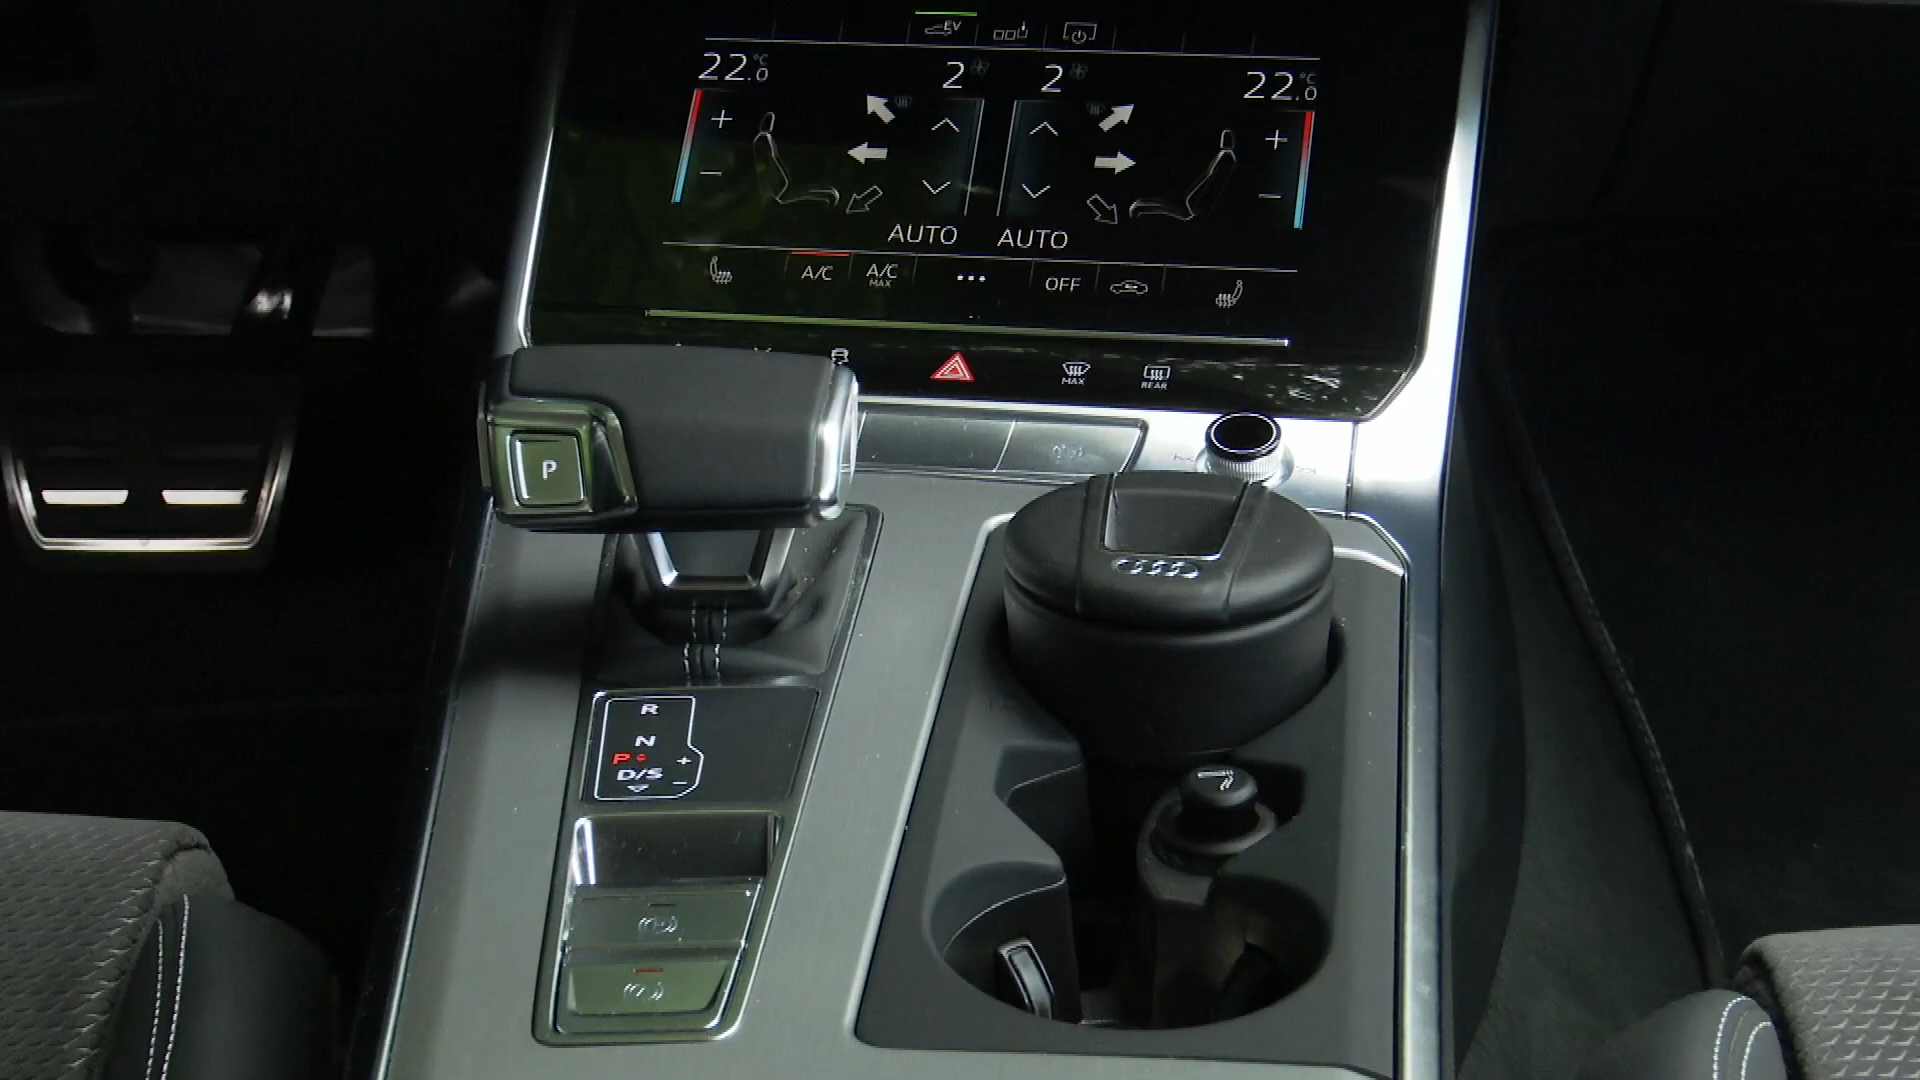 EV
22.0 °C
2
2
22.0 °C
AUTO
AUTO
A/C
A/C
MAX
OFF
MAX
REAR
P
R
N
P
D/S
+
−